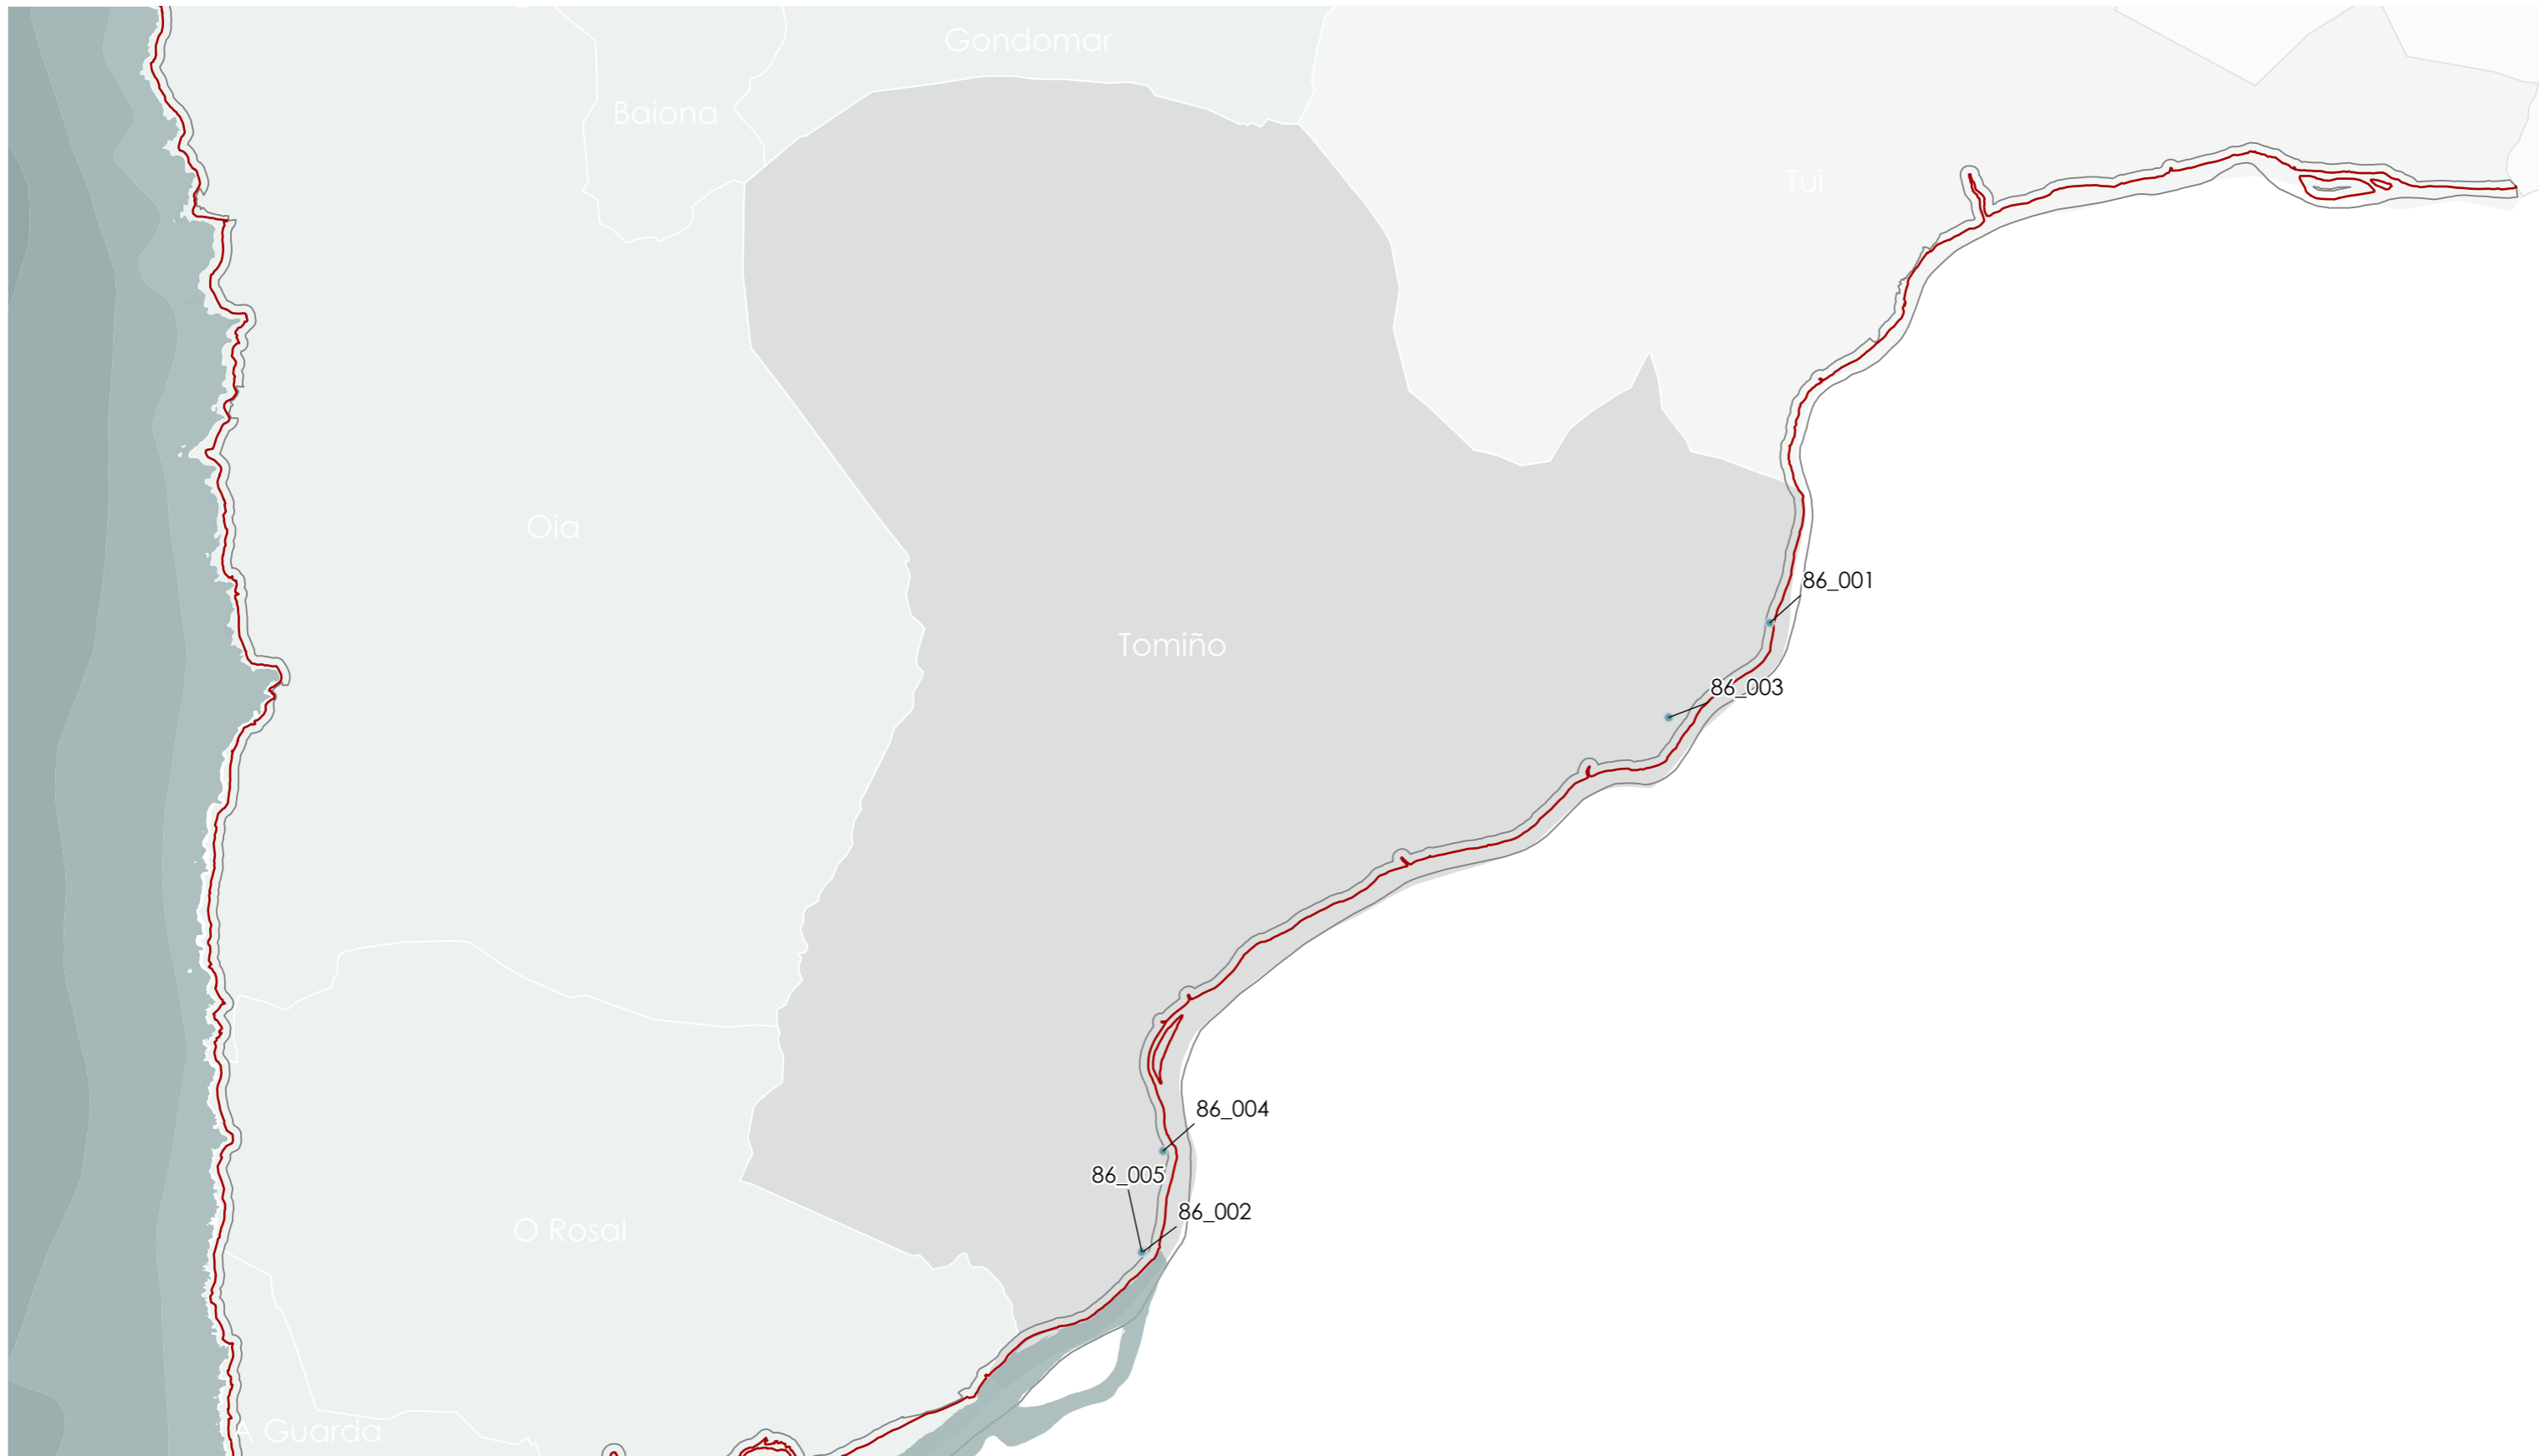 Gondomar
Baiona
Tui
Oia
86_001
Tomiño
86_003
86_004
86_005
86_002
O Rosal
A Guarda